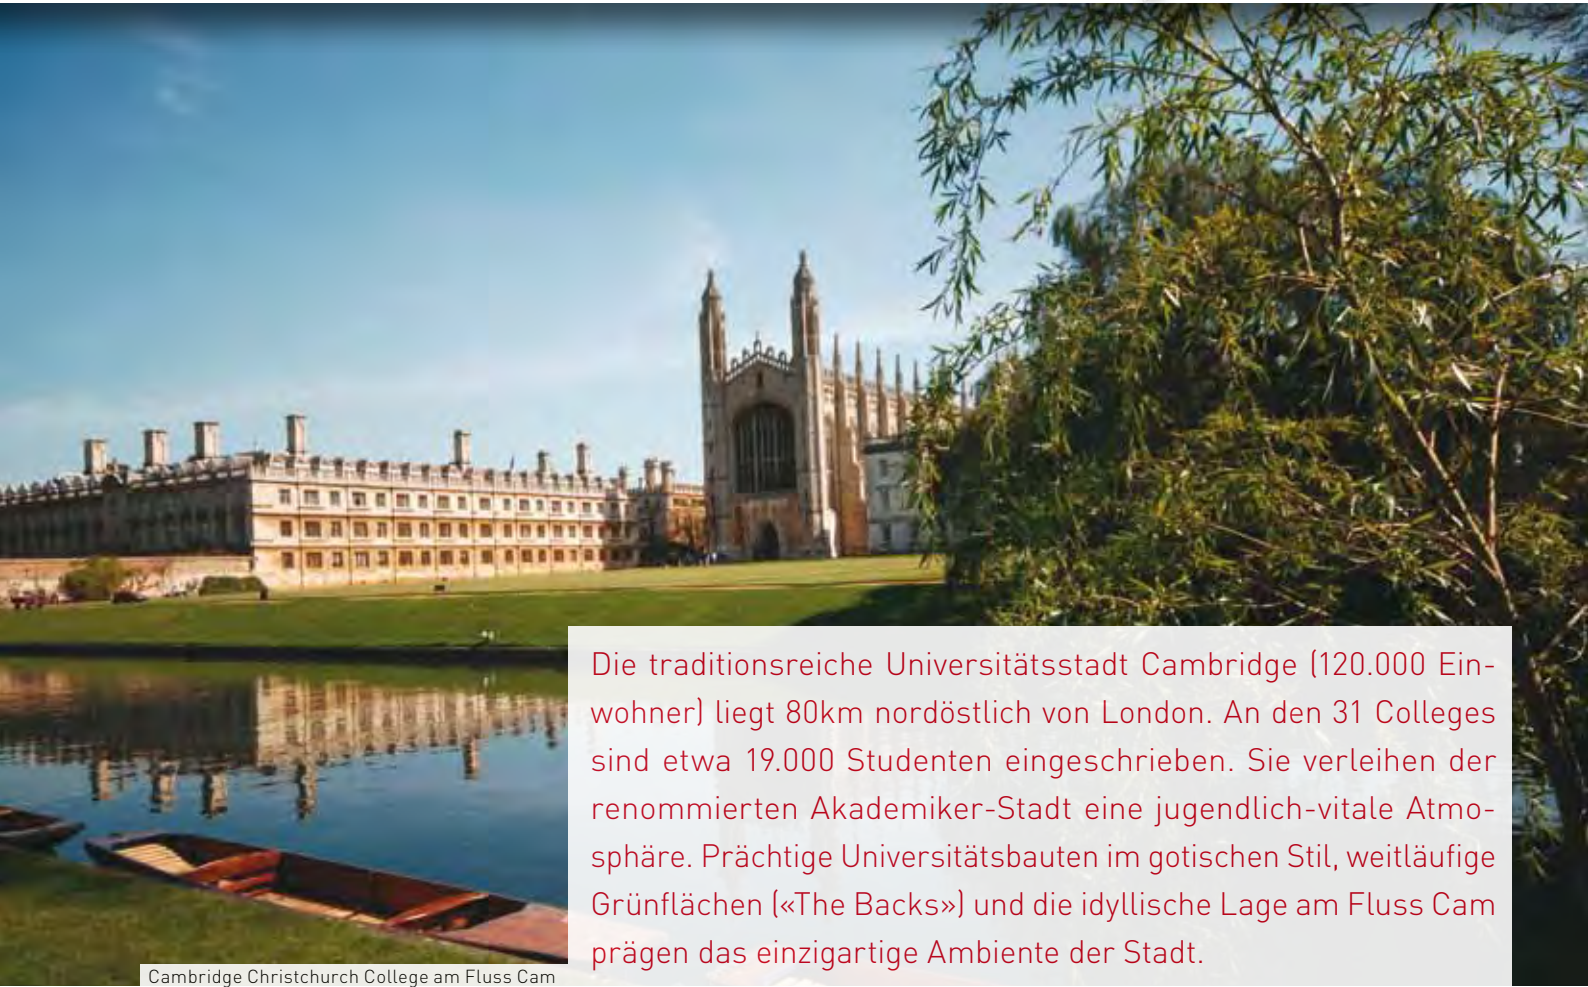 Die traditionsreiche Universitätsstadt Cambridge (120.000 Ein-
wohner) liegt 80km nordöstlich von London. An den 31 Colleges
sind etwa 19.000 Studenten eingeschrieben. Sie verleihen der
renommierten Akademiker-Stadt eine jugendlich-vitale Atmo-
sphäre. Prächtige Universitätsbauten im gotischen Stil, weitläufige
Grünflächen («The Backs») und die idyllische Lage am Fluss Cam
prägen das einzigartige Ambiente der Stadt.
Cambridge Christchurch College am Fluss Cam